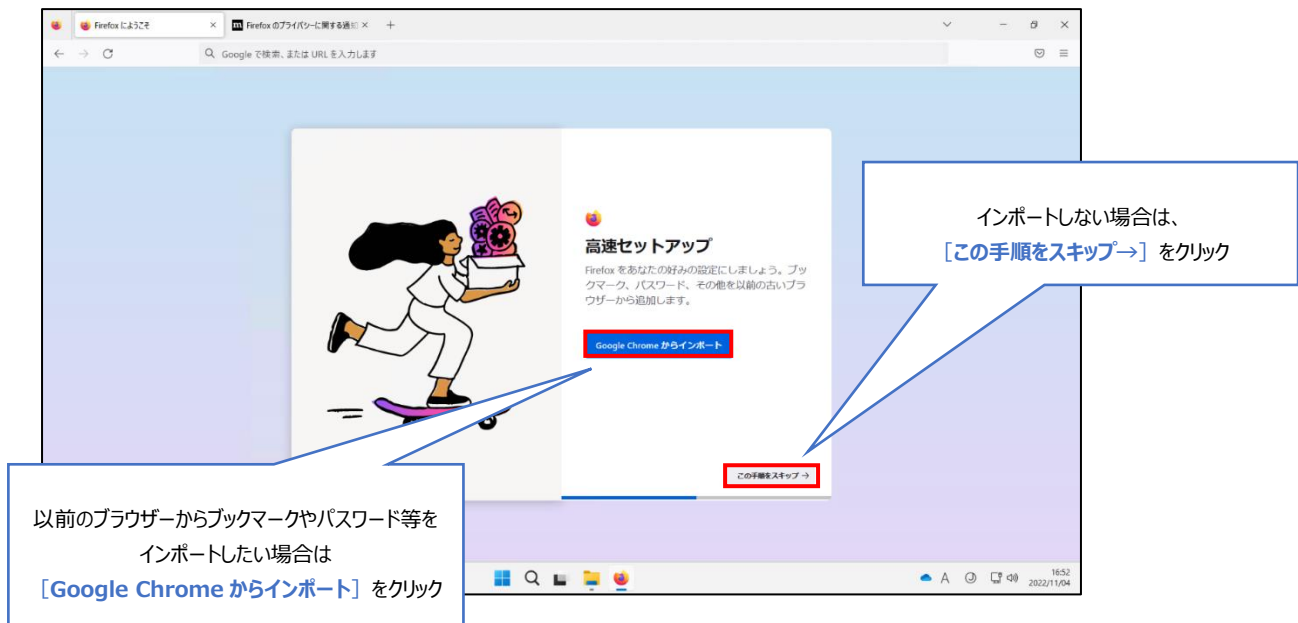 Firefox にようこそ
Firefox のプライバシーに関する通知
Google で検索、または URL を入力します
高速セットアップ
Firefox をあなたの好みの設定にしましょう。ブッ
クマーク、パスワード、その他を以前の古いブラ
ウザーから追加します。
Google Chrome からインポート
この手順をスキップ →
インポートしない場合は、
［この手順をスキップ→］をクリック
以前のブラウザーからブックマークやパスワード等を
インポートしたい場合は
［Google Chrome からインポート］をクリック
A
16:52
2022/11/04